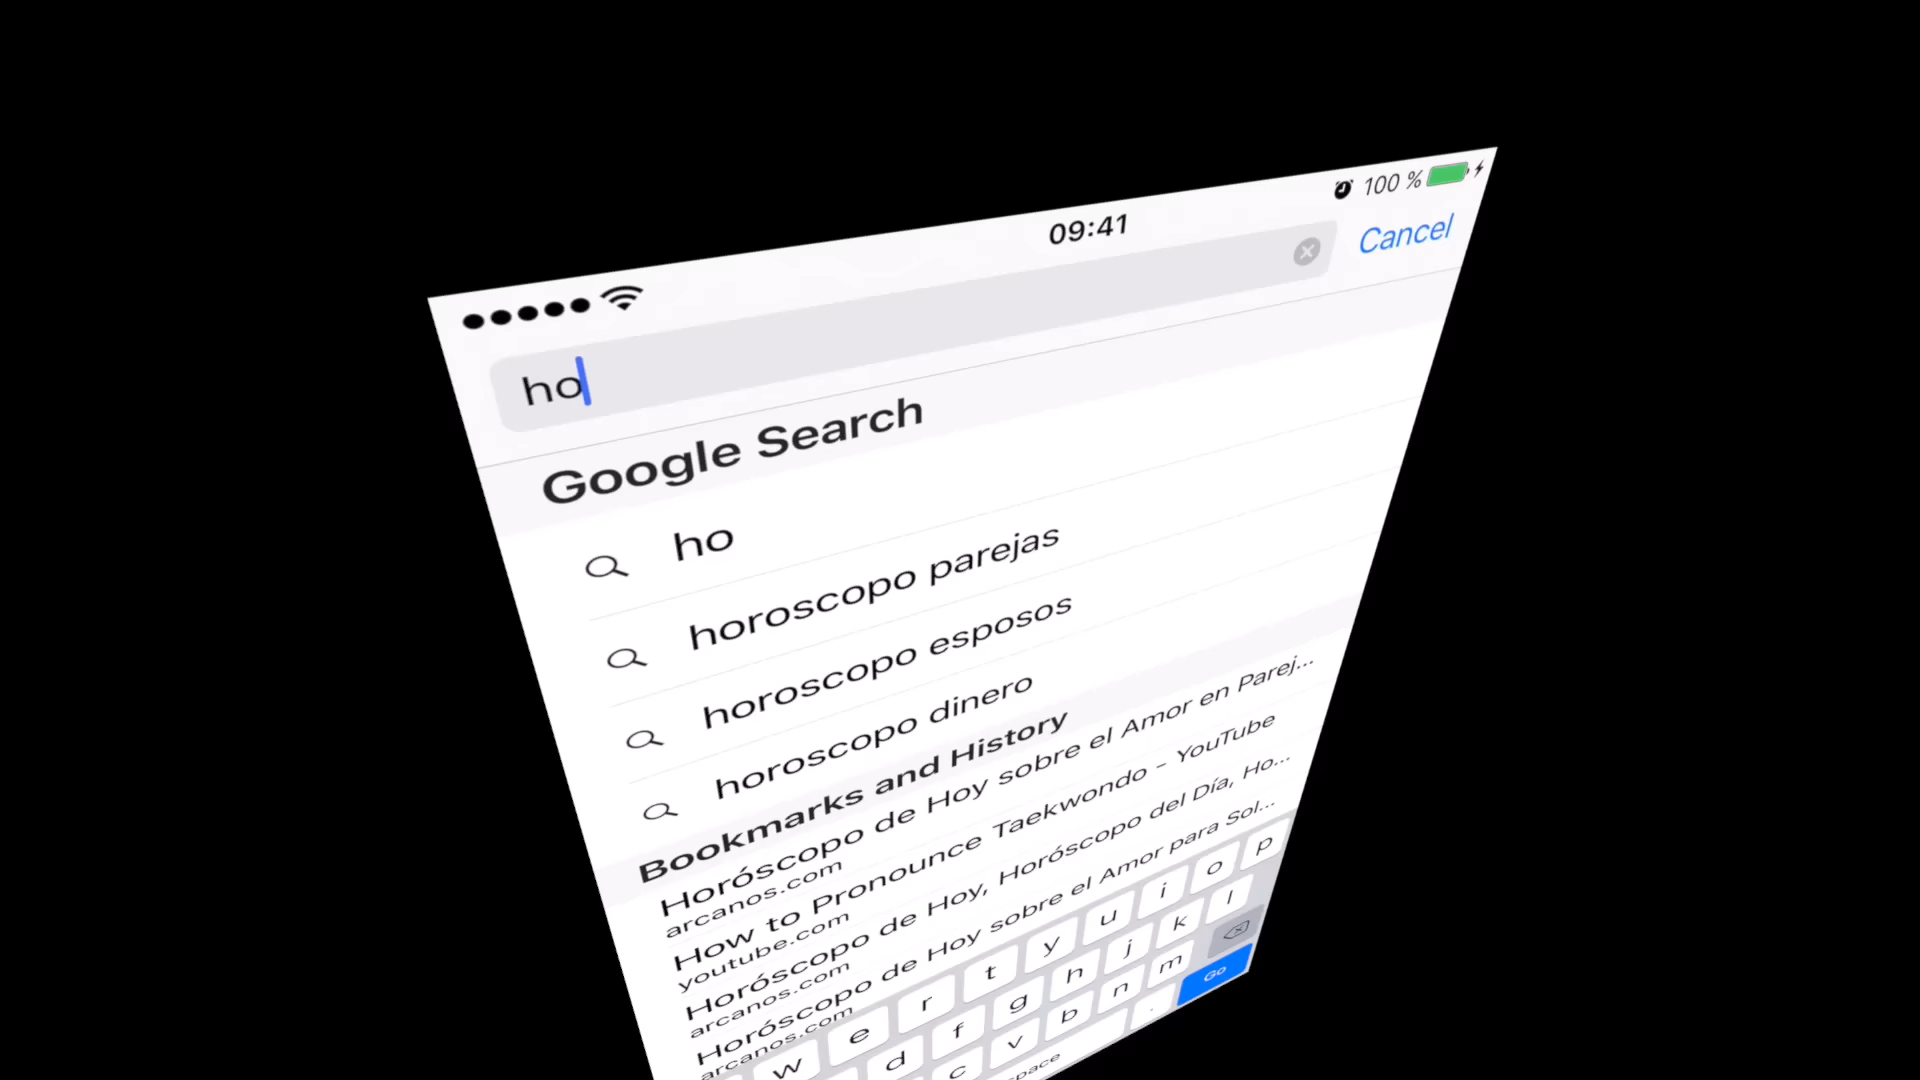 09:41
100 %
ho
Cancel
Google Search
ho
horoscopo parejas
horoscopo esposos
horoscopo dinero
Bookmarks and History
Horóscopo de Hoy sobre el Amor en Parej...
arcanos.com
How to Pronounce Taekwondo - YouTube
youtube.com
Horóscopo de Hoy, Horóscopo del Día, Ho...
arcanos.com
Horóscopo de Hoy sobre el Amor para Sol...
arcanos.com
w e r t y u i o p
d f g h j k l
c v b n m
space . Go